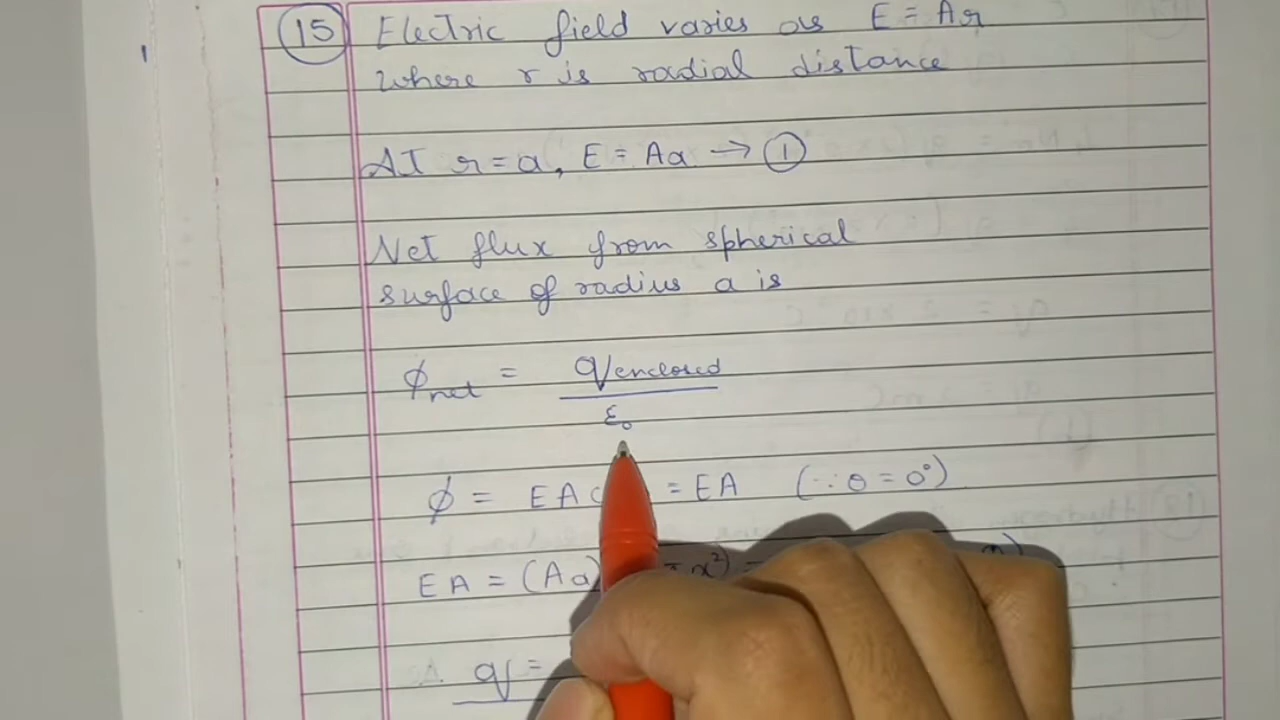 15 Electric field varies as E = Ar
where r is radial distance
At r = a, E = Aa → ①
Net flux from spherical
surface of radius a is
ϕnet = qenclosed
ε₀
ϕ = EA = EA (∵ θ = 0°)
EA = (Aa)
q =